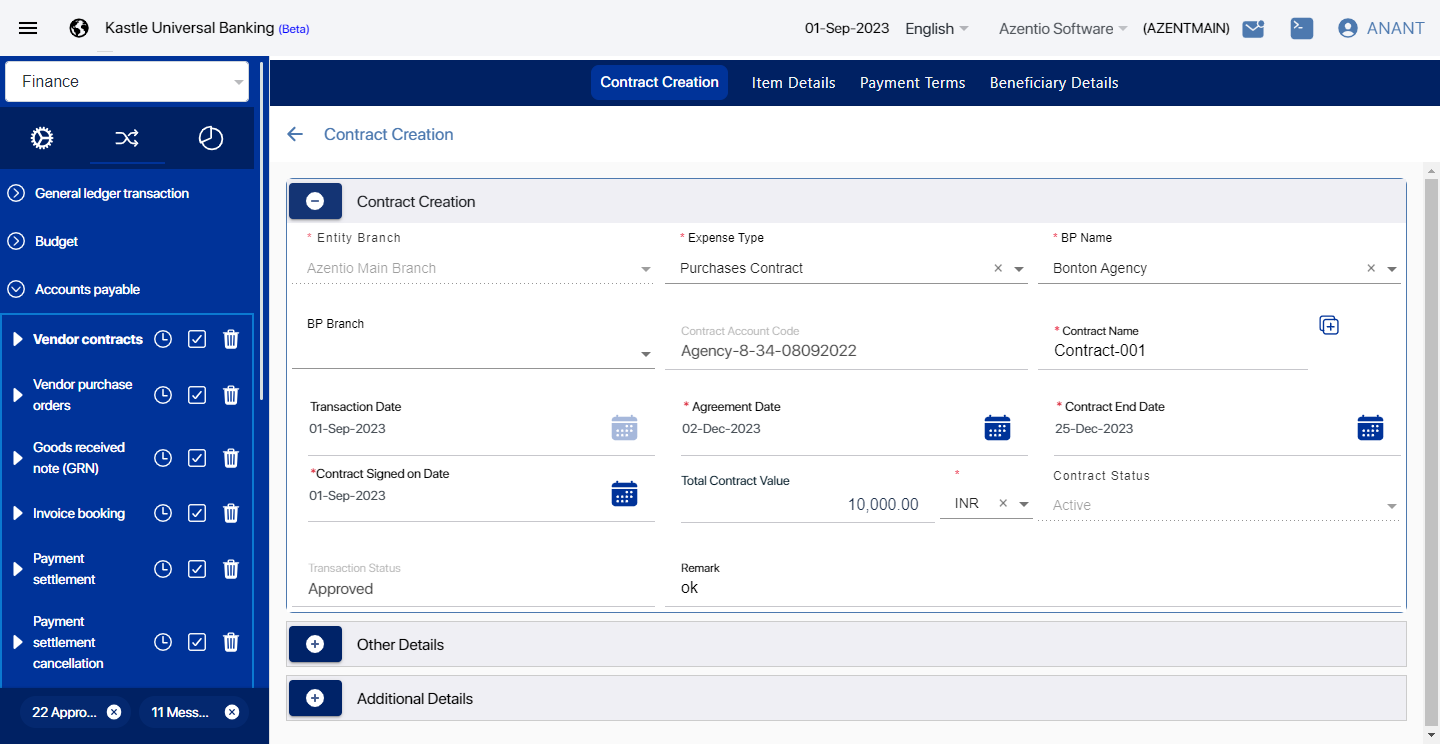 Kastle Universal Banking (Beta)
01-Sep-2023
English
Azentio Software
(AZENTMAIN)
ANANT
Finance
General ledger transaction
Budget
Accounts payable
Vendor contracts
Vendor purchase
orders
Goods received
note (GRN)
Invoice booking
Payment
settlement
Payment
settlement
cancellation
22 Appro...
11 Mess...
Contract Creation
Item Details
Payment Terms
Beneficiary Details
Contract Creation
Contract Creation
* Entity Branch
Azentio Main Branch
* Expense Type
Purchases Contract
* BP Name
Bonton Agency
BP Branch
Contract Account Code
Agency-8-34-08092022
* Contract Name
Contract-001
Transaction Date
01-Sep-2023
* Agreement Date
02-Dec-2023
* Contract End Date
25-Dec-2023
*Contract Signed on Date
01-Sep-2023
Total Contract Value
10,000.00
*
INR
Contract Status
Active
Transaction Status
Approved
Remark
ok
Other Details
Additional Details